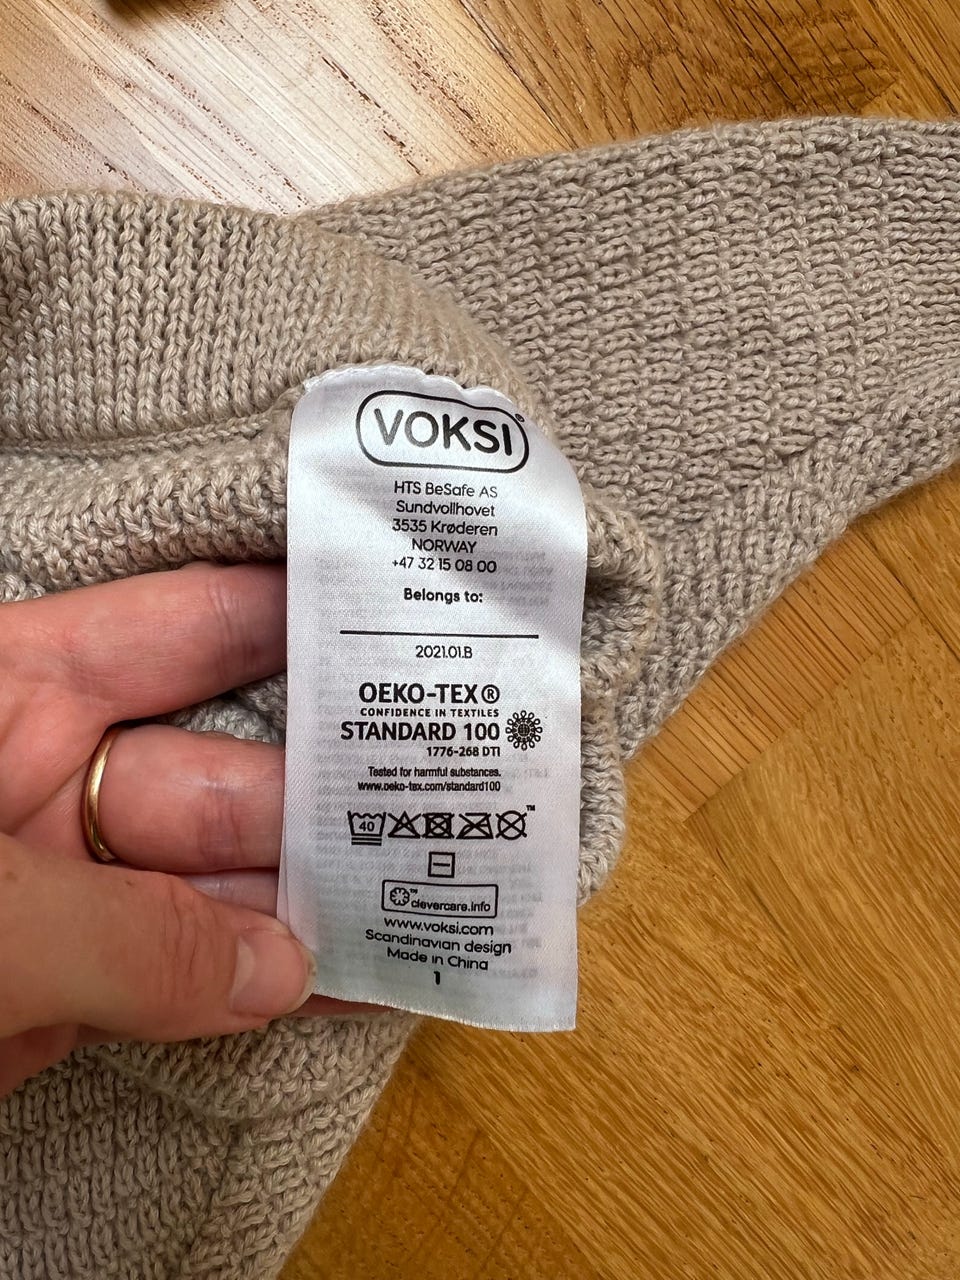 VOKSI®
HTS BeSafe AS
Sundvollhovet
3535 Krøderen
NORWAY
+47 32 15 08 00
Belongs to:
2021.01.B
OEKO-TEX®
CONFIDENCE IN TEXTILES
STANDARD 100
1776-268 DTI
Tested for harmful substances.
www.oeko-tex.com/standard100
40 ™
™ clevercare.info
www.voksi.com
Scandinavian design
Made in China
1